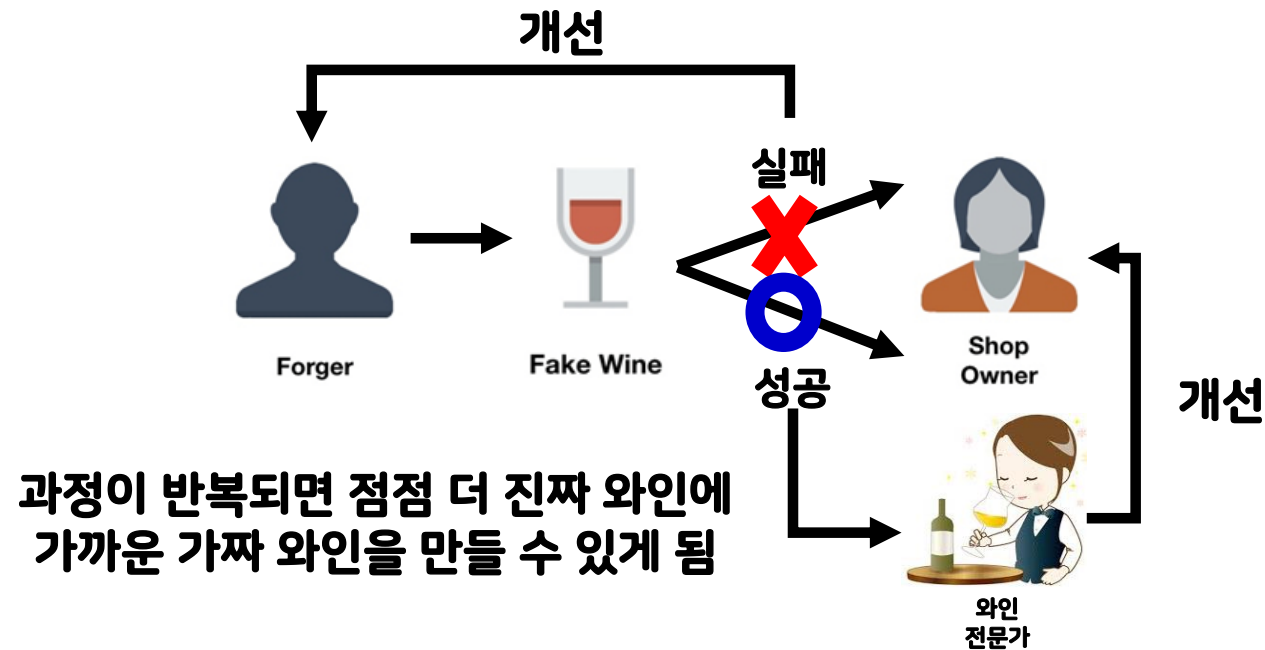 개선
실패
Forger
Fake Wine
Shop
Owner
성공
개선
과정이 반복되면 점점 더 진짜 와인에
가까운 가짜 와인을 만들 수 있게 됨
와인
전문가